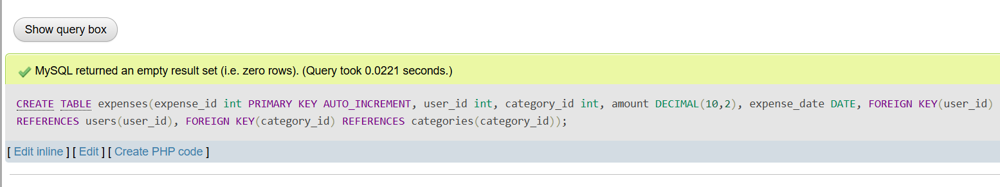 Show query box
MySQL returned an empty result set (i.e. zero rows). (Query took 0.0221 seconds.)
CREATE TABLE expenses(expense_id int PRIMARY KEY AUTO_INCREMENT, user_id int, category_id int, amount DECIMAL(10,2), expense_date DATE, FOREIGN KEY(user_id)
REFERENCES users(user_id), FOREIGN KEY(category_id) REFERENCES categories(category_id));
[ Edit inline ] [ Edit ] [ Create PHP code ]